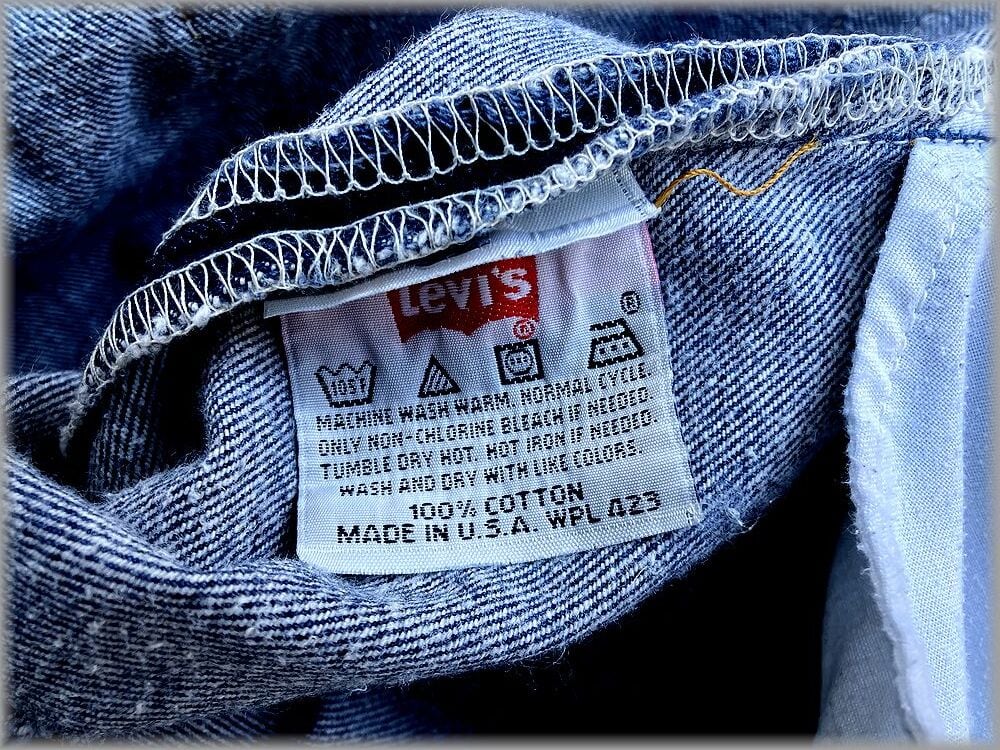 Levi's®
105F ®
MACHINE WASH WARM. NORMAL CYCLE.
ONLY NON-CHLORINE BLEACH IF NEEDED.
TUMBLE DRY HOT. HOT IRON IF NEEDED.
WASH AND DRY WITH LIKE COLORS.
100% COTTON
MADE IN U.S.A. WPL 423